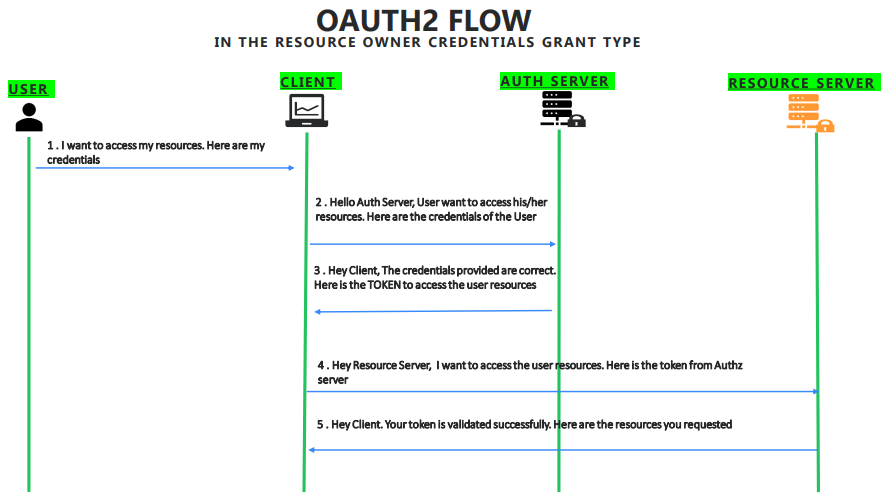 OAUTH2 FLOW
IN THE RESOURCE OWNER CREDENTIALS GRANT TYPE
USER
CLIENT
AUTH SERVER
RESOURCE SERVER
1 . I want to access my resources. Here are my
credentials
2 . Hello Auth Server, User want to access his/her
resources. Here are the credentials of the User
3 . Hey Client, The credentials provided are correct.
Here is the TOKEN to access the user resources
4 . Hey Resource Server, I want to access the user resources. Here is the token from Authz
server
5 . Hey Client. Your token is validated successfully. Here are the resources you requested